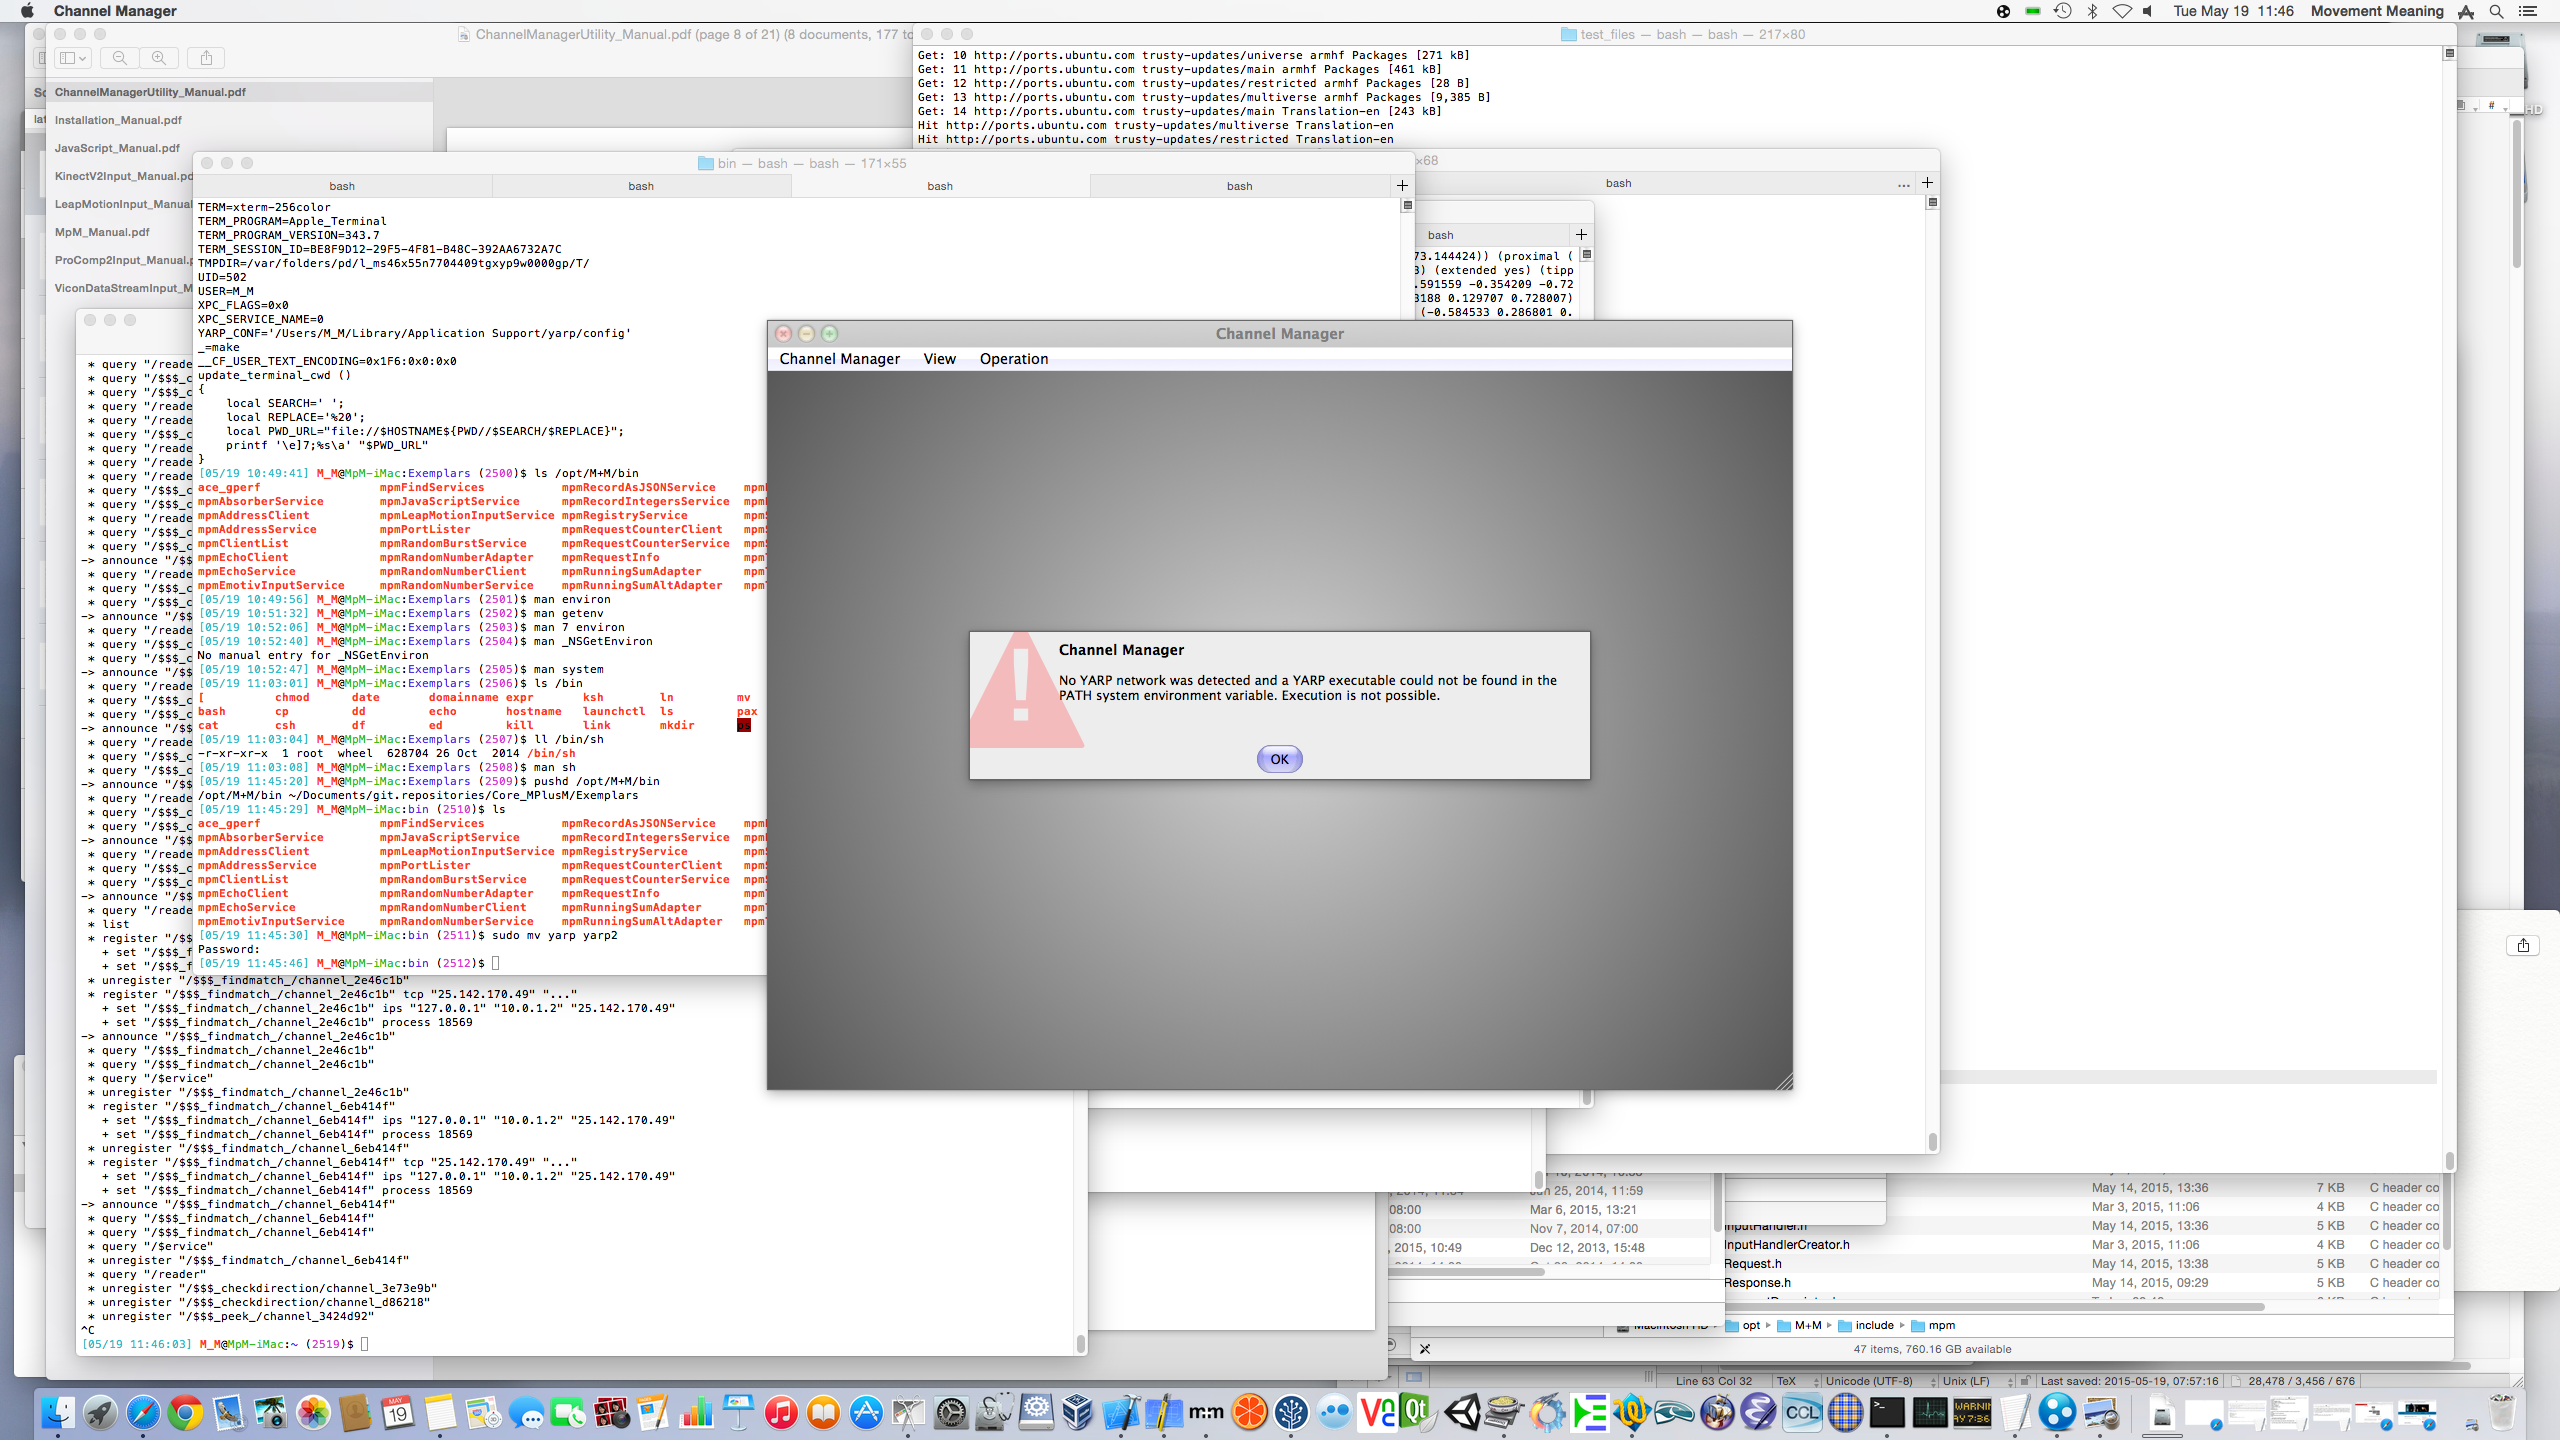 Channel Manager
Tue May 19 11:46 Movement Meaning
ChannelManagerUtility_Manual.pdf (page 8 of 21) (8 documents, 177 to
ChannelManagerUtility_Manual.pdf
Installation_Manual.pdf
JavaScript_Manual.pdf
KinectV2Input_Manual.pd
LeapMotionInput_Manual
MpM_Manual.pdf
ProComp2Input_Manual.p
ViconDataStreamInput_M
test_files — bash — bash — 217×80
Get: 10 http://ports.ubuntu.com trusty-updates/universe armhf Packages [271 kB]
Get: 11 http://ports.ubuntu.com trusty-updates/main armhf Packages [461 kB]
Get: 12 http://ports.ubuntu.com trusty-updates/restricted armhf Packages [28 B]
Get: 13 http://ports.ubuntu.com trusty-updates/multiverse armhf Packages [9,385 B]
Get: 14 http://ports.ubuntu.com trusty-updates/main Translation-en [243 kB]
Hit http://ports.ubuntu.com trusty-updates/multiverse Translation-en
Hit http://ports.ubuntu.com trusty-updates/restricted Translation-en
bin — bash — bash — 171×55
bash bash bash bash
TERM=xterm-256color
TERM_PROGRAM=Apple_Terminal
TERM_PROGRAM_VERSION=343.7
TERM_SESSION_ID=BE8F9D12-29F5-4F81-B48C-392AA6732A7C
TMPDIR=/var/folders/pd/l_ms46x55n7704409tgxyp9w0000gp/T/
UID=502
USER=M_M
XPC_FLAGS=0x0
XPC_SERVICE_NAME=0
YARP_CONF='/Users/M_M/Library/Application Support/yarp/config'
_=make
__CF_USER_TEXT_ENCODING=0x1F6:0x0:0x0
update_terminal_cwd ()
{
local SEARCH=' ';
local REPLACE='%20';
local PWD_URL="file://$HOSTNAME${PWD//$SEARCH/$REPLACE}";
printf '\e]7;%s\a' "$PWD_URL"
}
[05/19 10:49:41] M_M@MpM-iMac:Exemplars (2500)$ ls /opt/M+M/bin
ace_gperf mpmFindServices mpmRecordAsJSONService
mpmAbsorberService mpmJavaScriptService mpmRecordIntegersService
mpmAddressClient mpmLeapMotionInputService mpmRegistryService
mpmAddressService mpmPortLister mpmRequestCounterClient
mpmClientList mpmRandomBurstService mpmRequestCounterService
mpmEchoClient mpmRandomNumberAdapter mpmRequestInfo
mpmEchoService mpmRandomNumberClient mpmRunningSumAdapter
mpmEmotivInputService mpmRandomNumberService mpmRunningSumAltAdapter
[05/19 10:49:56] M_M@MpM-iMac:Exemplars (2501)$ man environ
[05/19 10:51:32] M_M@MpM-iMac:Exemplars (2502)$ man getenv
[05/19 10:52:06] M_M@MpM-iMac:Exemplars (2503)$ man 7 environ
[05/19 10:52:40] M_M@MpM-iMac:Exemplars (2504)$ man _NSGetEnviron
No manual entry for _NSGetEnviron
[05/19 10:52:47] M_M@MpM-iMac:Exemplars (2505)$ man system
[05/19 11:03:01] M_M@MpM-iMac:Exemplars (2506)$ ls /bin
[ chmod date domainname expr ksh ln mv
bash cp dd echo hostname launchctl ls pax
cat csh df ed kill link mkdir ps
[05/19 11:03:04] M_M@MpM-iMac:Exemplars (2507)$ ll /bin/sh
-r-xr-xr-x 1 root wheel 628704 26 Oct 2014 /bin/sh
[05/19 11:03:08] M_M@MpM-iMac:Exemplars (2508)$ man sh
[05/19 11:45:20] M_M@MpM-iMac:Exemplars (2509)$ pushd /opt/M+M/bin
/opt/M+M/bin ~/Documents/git.repositories/Core_MPlusM/Exemplars
[05/19 11:45:29] M_M@MpM-iMac:bin (2510)$ ls
ace_gperf mpmFindServices mpmRecordAsJSONService
mpmAbsorberService mpmJavaScriptService mpmRecordIntegersService
mpmAddressClient mpmLeapMotionInputService mpmRegistryService
mpmAddressService mpmPortLister mpmRequestCounterClient
mpmClientList mpmRandomBurstService mpmRequestCounterService
mpmEchoClient mpmRandomNumberAdapter mpmRequestInfo
mpmEchoService mpmRandomNumberClient mpmRunningSumAdapter
mpmEmotivInputService mpmRandomNumberService mpmRunningSumAltAdapter
[05/19 11:45:30] M_M@MpM-iMac:bin (2511)$ sudo mv yarp yarp2
Password:
[05/19 11:45:46] M_M@MpM-iMac:bin (2512)$
×68
bash ...
bash
73.144424)) (proximal (
3) (extended yes) (tipp
.591559 -0.354209 -0.72
3188 0.129707 0.728007)
(-0.584533 0.286801 0.
Channel Manager
Channel Manager View Operation
Channel Manager
No YARP network was detected and a YARP executable could not be found in the
PATH system environment variable. Execution is not possible.
OK
* list
* unregister "/$$$_findmatch_/channel_2e46c1b"
* register "/$$$_findmatch_/channel_2e46c1b" tcp "25.142.170.49" "..."
+ set "/$$$_findmatch_/channel_2e46c1b" ips "127.0.0.1" "10.0.1.2" "25.142.170.49"
+ set "/$$$_findmatch_/channel_2e46c1b" process 18569
-> announce "/$$$_findmatch_/channel_2e46c1b"
* query "/$$$_findmatch_/channel_2e46c1b"
* query "/$$$_findmatch_/channel_2e46c1b"
* query "/$ervice"
* unregister "/$$$_findmatch_/channel_2e46c1b"
* register "/$$$_findmatch_/channel_6eb414f"
+ set "/$$$_findmatch_/channel_6eb414f" ips "127.0.0.1" "10.0.1.2" "25.142.170.49"
+ set "/$$$_findmatch_/channel_6eb414f" process 18569
* unregister "/$$$_findmatch_/channel_6eb414f"
* register "/$$$_findmatch_/channel_6eb414f" tcp "25.142.170.49" "..."
+ set "/$$$_findmatch_/channel_6eb414f" ips "127.0.0.1" "10.0.1.2" "25.142.170.49"
+ set "/$$$_findmatch_/channel_6eb414f" process 18569
-> announce "/$$$_findmatch_/channel_6eb414f"
* query "/$$$_findmatch_/channel_6eb414f"
* query "/$$$_findmatch_/channel_6eb414f"
* query "/$ervice"
* unregister "/$$$_findmatch_/channel_6eb414f"
* query "/reader"
* unregister "/$$$_checkdirection/channel_3e73e9b"
* unregister "/$$$_checkdirection/channel_d86218"
* unregister "/$$$_peek_/channel_3424d92"
^C
[05/19 11:46:03] M_M@MpM-iMac:~ (2519)$
Jun 25, 2014, 11:59
08:00 Mar 6, 2015, 13:21
08:00 Nov 7, 2014, 07:00
, 2015, 10:49 Dec 12, 2013, 15:48
May 14, 2015, 13:36 7 KB C header co
Mar 3, 2015, 11:06 4 KB C header co
InputHandler.h May 14, 2015, 13:36 5 KB C header co
InputHandlerCreator.h Mar 3, 2015, 11:06 4 KB C header co
Request.h May 14, 2015, 13:38 5 KB C header co
Response.h May 14, 2015, 09:29 5 KB C header co
Macintosh HD opt M+M include mpm
47 items, 760.16 GB available
Line 63 Col 32 TeX Unicode (UTF-8) Unix (LF) Last saved: 2015-05-19, 07:57:16 28,478 / 3,456 / 676
MAY
19
m:m
VNC
Qt
CCL